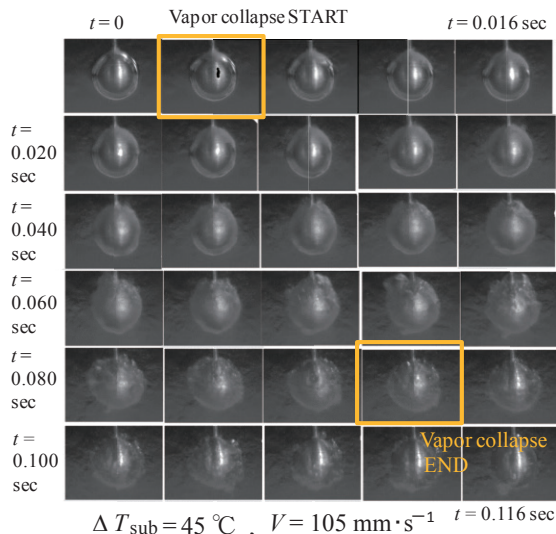 Vapor collapse START
t = 0
t = 0.016 sec
t =
0.020
sec
t =
0.040
sec
t =
0.060
sec
t =
0.080
sec
t =
0.100
sec
Vapor collapse
END
Δ Tsub = 45 ℃ , V = 105 mm·s⁻¹
t = 0.116 sec